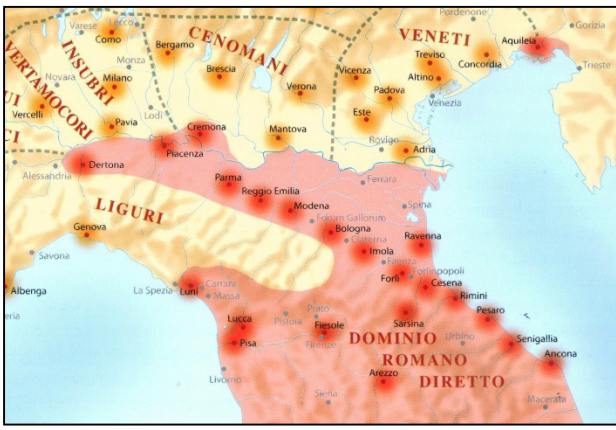 Pordenone
Varese
Lecco
Gorizia
Como
Bergamo
CENOMANI
VENETI
Aquileia
Treviso
Monza
INSUBRI
Brescia
Vicenza
Altino
Concordia
Trieste
Novara
Milano
Verona
Padova
Venezia
VERTAMOCORI
Vercelli
Lodi
Este
UI
Pavia
Cremona
Mantova
Rovigo
Adria
CI
Piacenza
Dertona
Alessandria
Parma
Ferrara
Reggio Emilia
Spina
LIGURI
Modena
Forum Gallorum
Genova
Bologna
Claterna
Ravenna
Savona
Imola
Faenza
Forlì
Forlinpopoli
Albenga
La Spezia
Luni
Carrara
Massa
Cesena
Rimini
eria
Prato
Pistoia
Lucca
Fiesole
Sarsina
Pesaro
Pisa
Firenze
DOMINIO
Urbino
Senigallia
ROMANO
Ancona
Livorno
Arezzo
DIRETTO
Siena
Macerata